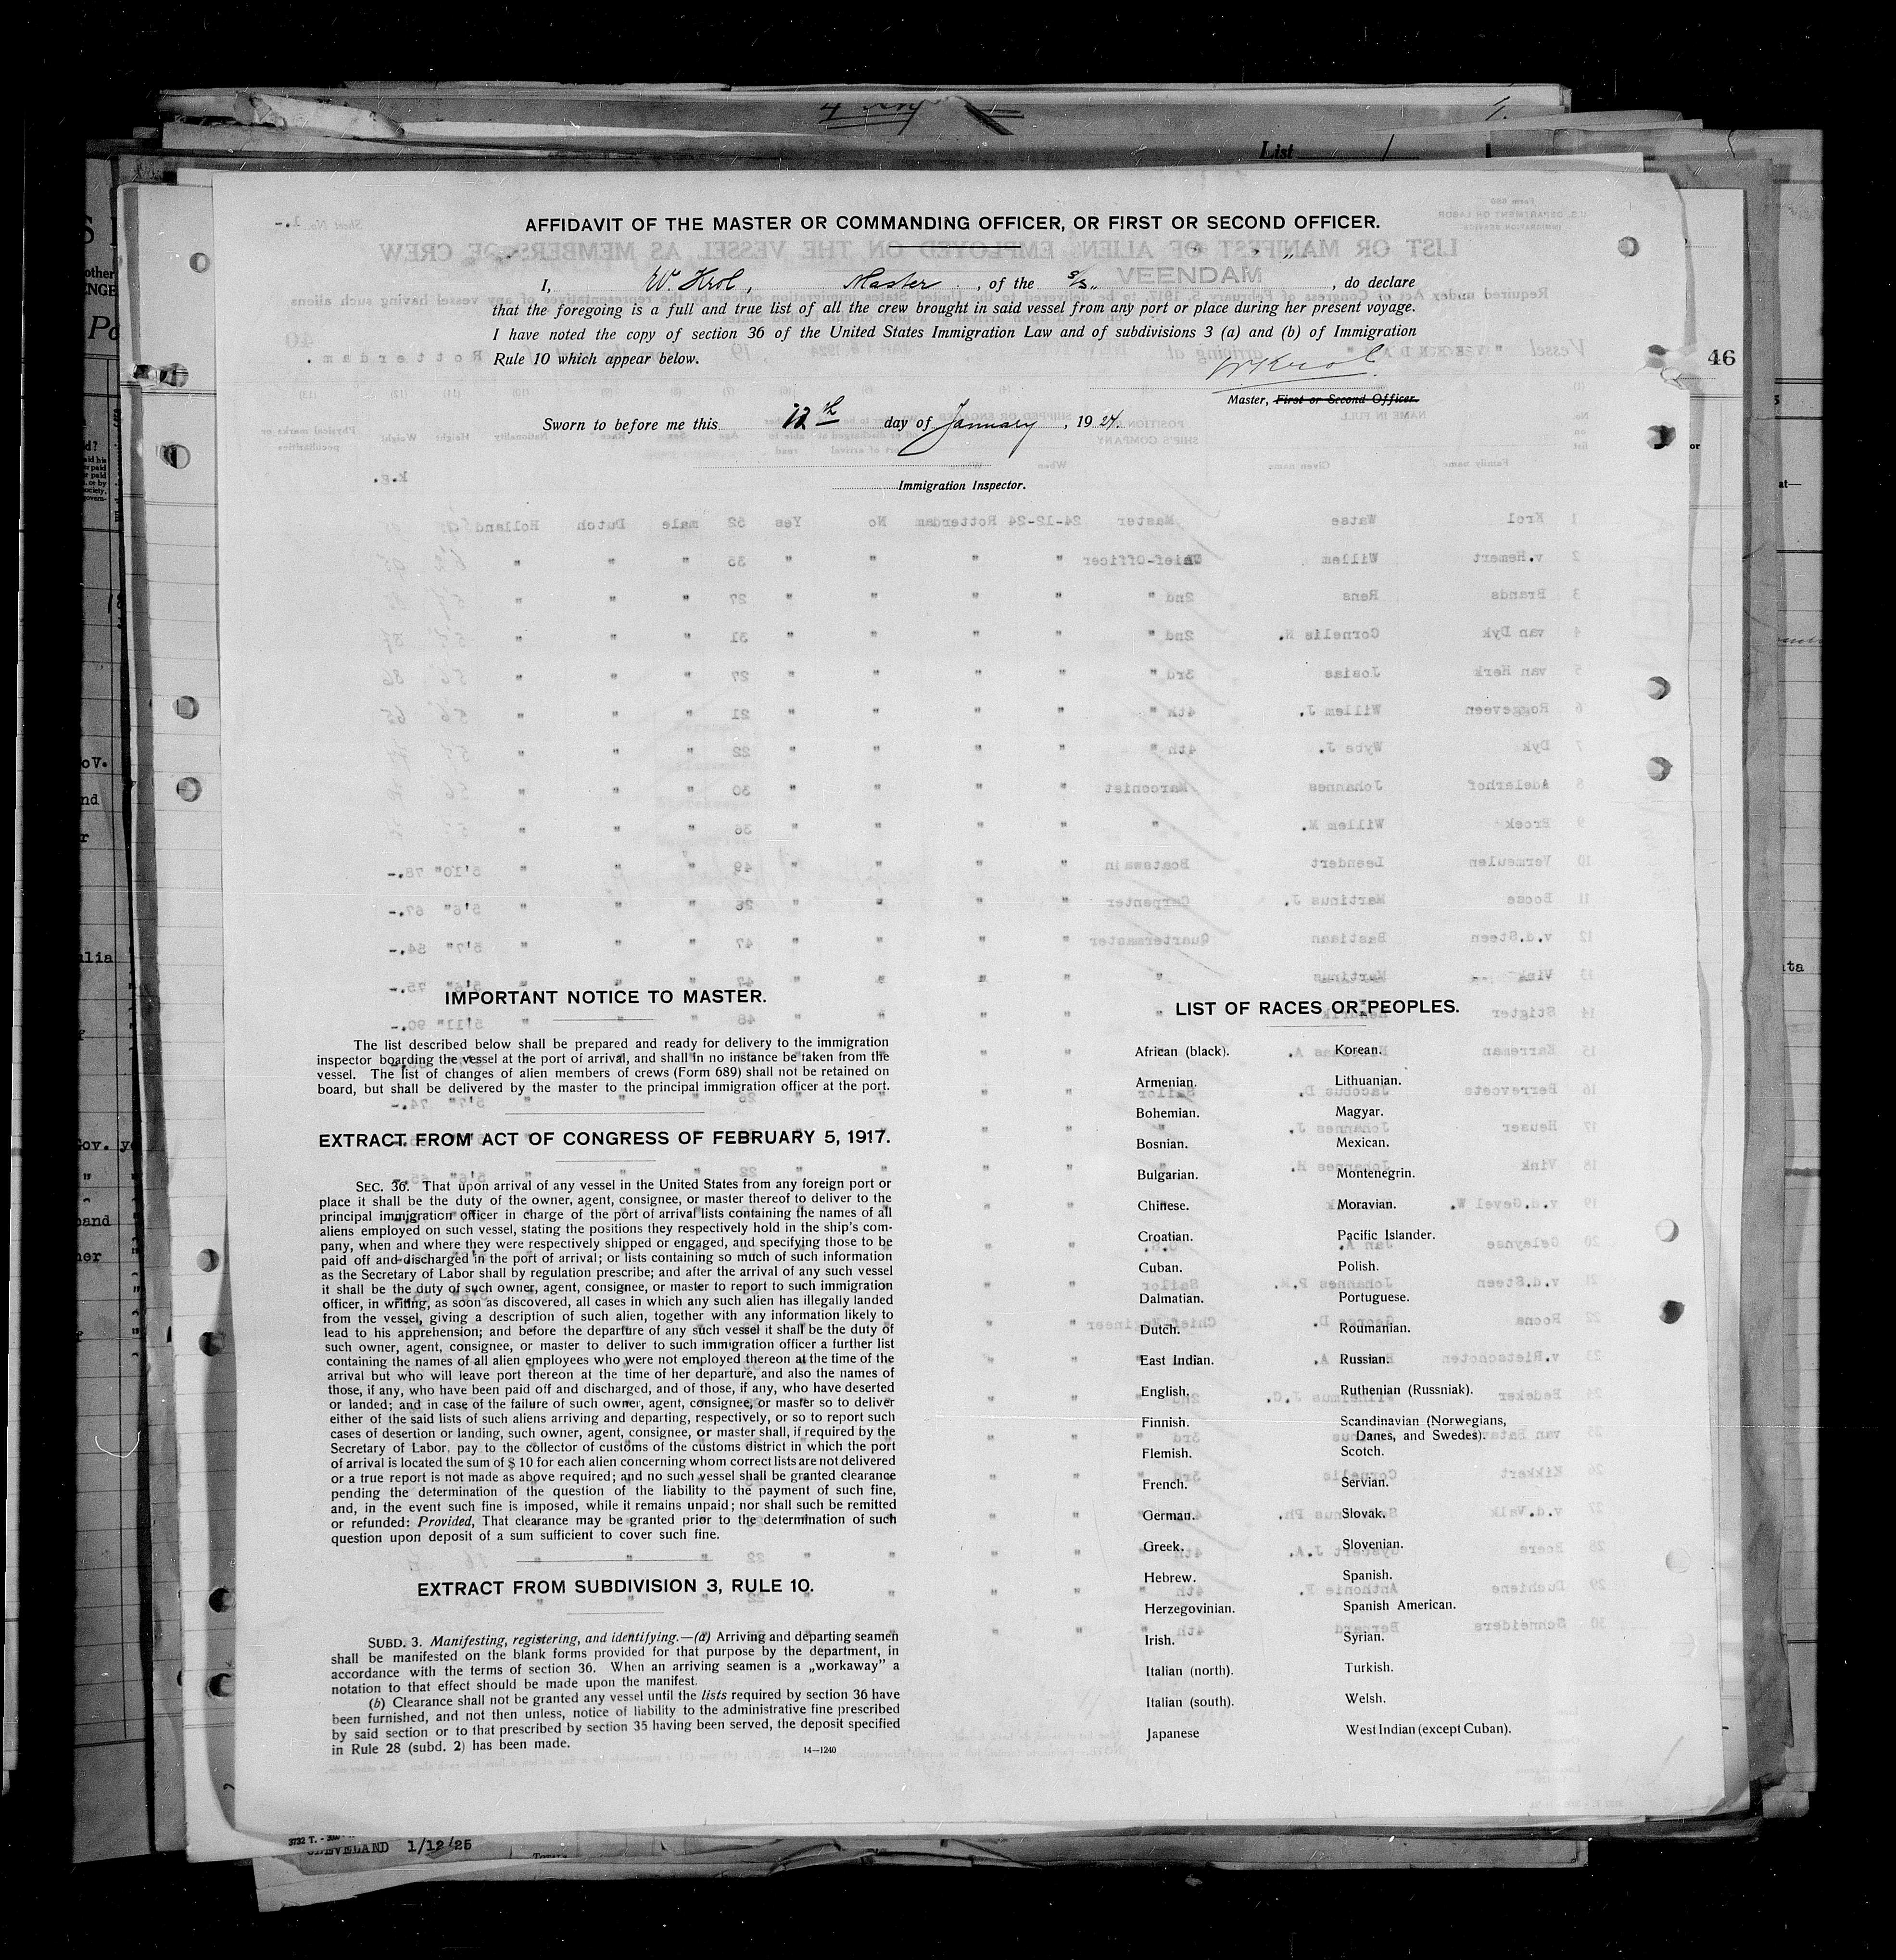 List 1
AFFIDAVIT OF THE MASTER OR COMMANDING OFFICER, OR FIRST OR SECOND OFFICER.
I, W. Krol, Master, of the s/s „VEENDAM", do declare
that the foregoing is a full and true list of all the crew brought in said vessel from any port or place during her present voyage.
I have noted the copy of section 36 of the United States Immigration Law and of subdivisions 3 (a) and (b) of Immigration
Rule 10 which appear below.
46
WKrol
Master, First or Second Officer.
Sworn to before me this 12th day of January, 1924.
Immigration Inspector.
IMPORTANT NOTICE TO MASTER.
The list described below shall be prepared and ready for delivery to the immigration
inspector boarding the vessel at the port of arrival, and shall in no instance be taken from the
vessel. The list of changes of alien members of crews (Form 689) shall not be retained on
board, but shall be delivered by the master to the principal immigration officer at the port.
EXTRACT FROM ACT OF CONGRESS OF FEBRUARY 5, 1917.
SEC. 36. That upon arrival of any vessel in the United States from any foreign port or
place it shall be the duty of the owner, agent, consignee, or master thereof to deliver to the
principal immigration officer in charge of the port of arrival lists containing the names of all
aliens employed on such vessel, stating the positions they respectively hold in the ship's com-
pany, when and where they were respectively shipped or engaged, and specifying those to be
paid off and discharged in the port of arrival; or lists containing so much of such information
as the Secretary of Labor shall by regulation prescribe; and after the arrival of any such vessel
it shall be the duty of such owner, agent, consignee, or master to report to such immigration
officer, in writing, as soon as discovered, all cases in which any such alien has illegally landed
from the vessel, giving a description of such alien, together with any information likely to
lead to his apprehension; and before the departure of any such vessel it shall be the duty of
such owner, agent, consignee, or master to deliver to such immigration officer a further list
containing the names of all alien employees who were not employed thereon at the time of the
arrival but who will leave port thereon at the time of her departure, and also the names of
those, if any, who have been paid off and discharged, and of those, if any, who have deserted
or landed; and in case of the failure of such owner, agent, consignee, or master so to deliver
either of the said lists of such aliens arriving and departing, respectively, or so to report such
cases of desertion or landing, such owner, agent, consignee, or master shall, if required by the
Secretary of Labor, pay to the collector of customs of the customs district in which the port
of arrival is located the sum of $ 10 for each alien concerning whom correct lists are not delivered
or a true report is not made as above required; and no such vessel shall be granted clearance
pending the determination of the question of the liability to the payment of such fine,
and, in the event such fine is imposed, while it remains unpaid; nor shall such be remitted
or refunded: Provided, That clearance may be granted prior to the determination of such
question upon deposit of a sum sufficient to cover such fine.
EXTRACT FROM SUBDIVISION 3, RULE 10.
SUBD. 3. Manifesting, registering, and identifying.—(a) Arriving and departing seamen
shall be manifested on the blank forms provided for that purpose by the department, in
accordance with the terms of section 36. When an arriving seamen is a „workaway" a
notation to that effect should be made upon the manifest.
(b) Clearance shall not be granted any vessel until the lists required by section 36 have
been furnished, and not then unless, notice of liability to the administrative fine prescribed
by said section or to that prescribed by section 35 having been served, the deposit specified
in Rule 28 (subd. 2) has been made.
14—1240
LIST OF RACES OR PEOPLES.
African (black).
Armenian.
Bohemian.
Bosnian.
Bulgarian.
Chinese.
Croatian.
Cuban.
Dalmatian.
Dutch.
East Indian.
English.
Finnish.
Flemish.
French.
German.
Greek.
Hebrew.
Herzegovinian.
Irish.
Italian (north).
Italian (south).
Japanese
Korean.
Lithuanian.
Magyar.
Mexican.
Montenegrin.
Moravian.
Pacific Islander.
Polish.
Portuguese.
Roumanian.
Russian.
Ruthenian (Russniak).
Scandinavian (Norwegians,
Danes, and Swedes).
Scotch.
Servian.
Slovak.
Slovenian.
Spanish.
Spanish American.
Syrian.
Turkish.
Welsh.
West Indian (except Cuban).
CLEVELAND 1/12/25